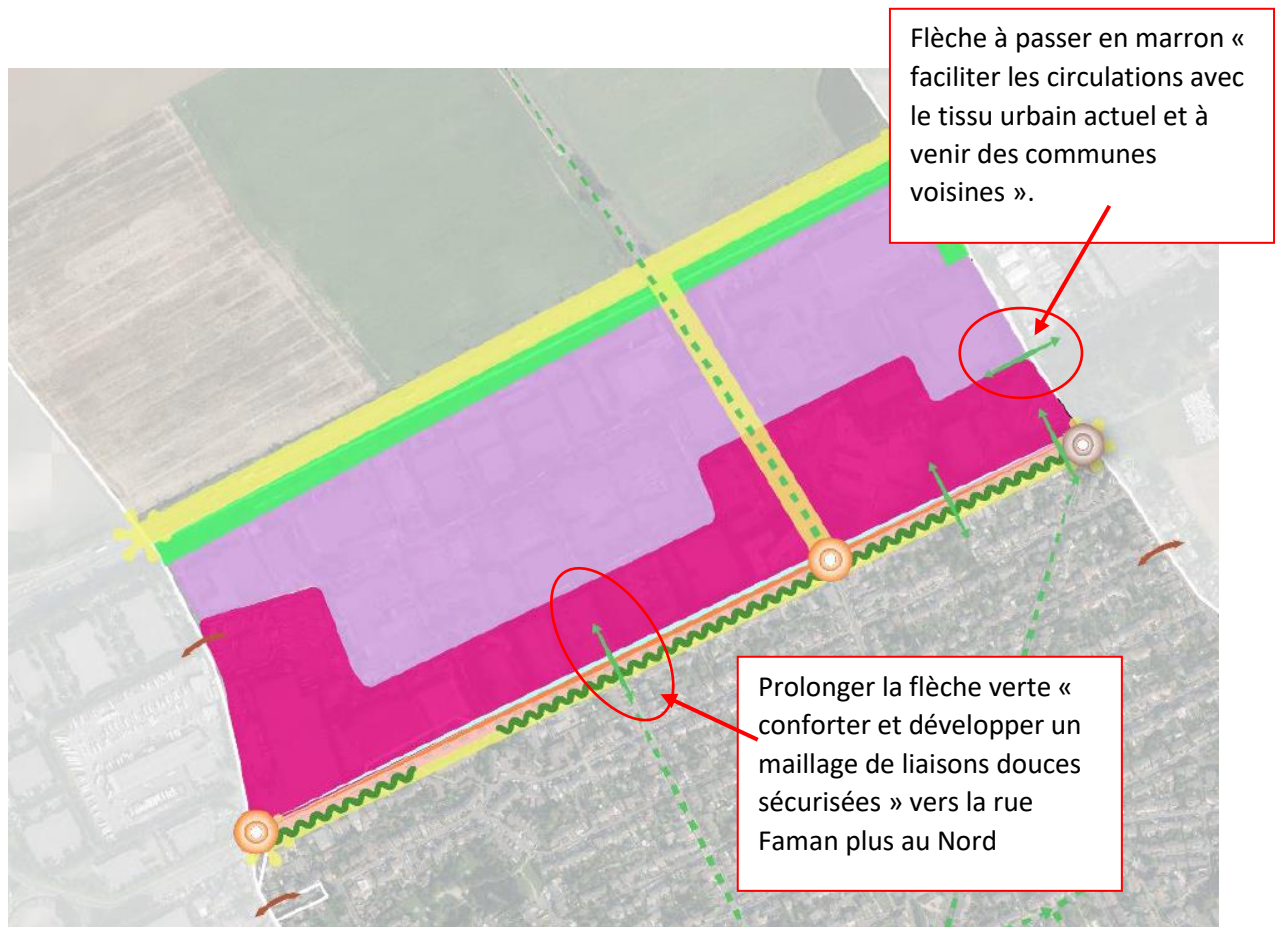 Flèche à passer en marron «
faciliter les circulations avec
le tissu urbain actuel et à
venir des communes
voisines ».
Prolonger la flèche verte «
conforter et développer un
maillage de liaisons douces
sécurisées » vers la rue
Faman plus au Nord